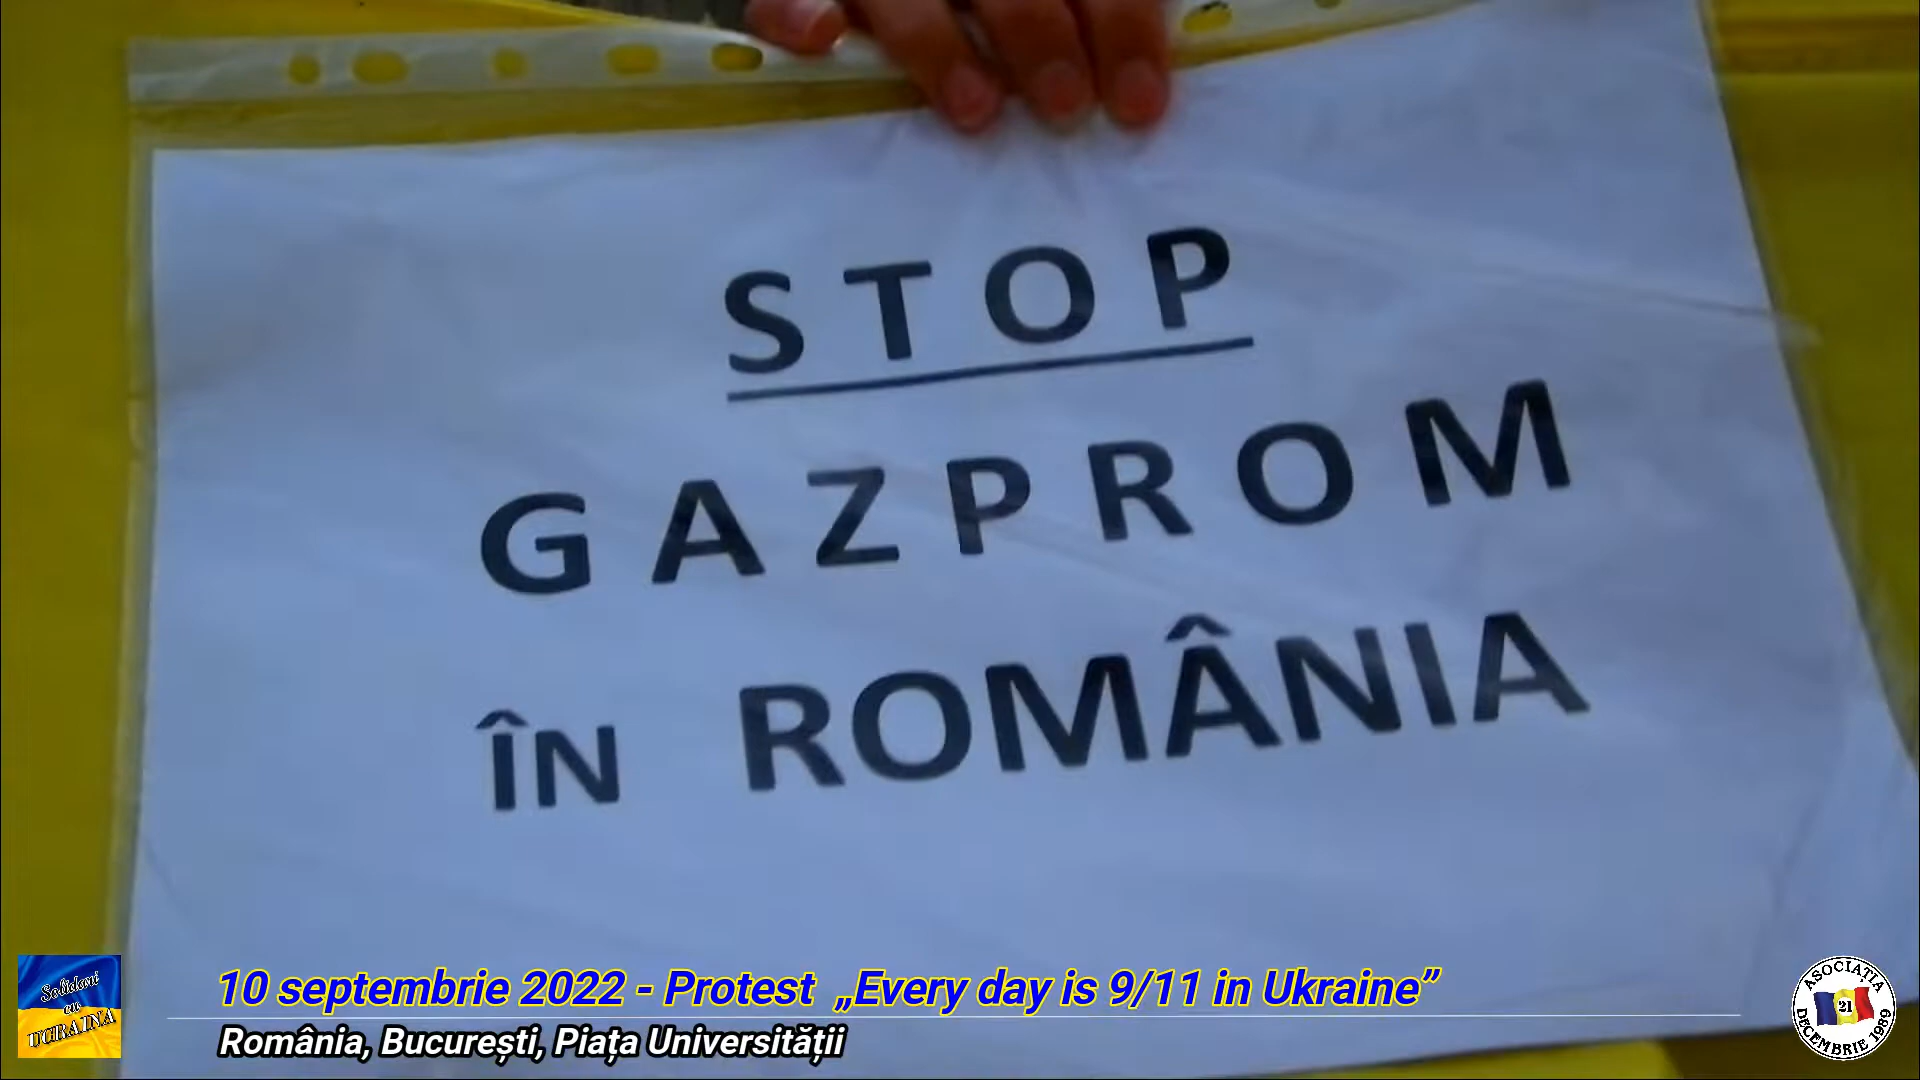 STOP
GAZPROM
ÎN ROMÂNIA
10 septembrie 2022 - Protest „Every day is 9/11 in Ukraine”
România, București, Piața Universității
Solidari
cu
UCRAINA
ASOCIAȚIA
21
DECEMBRIE 1989